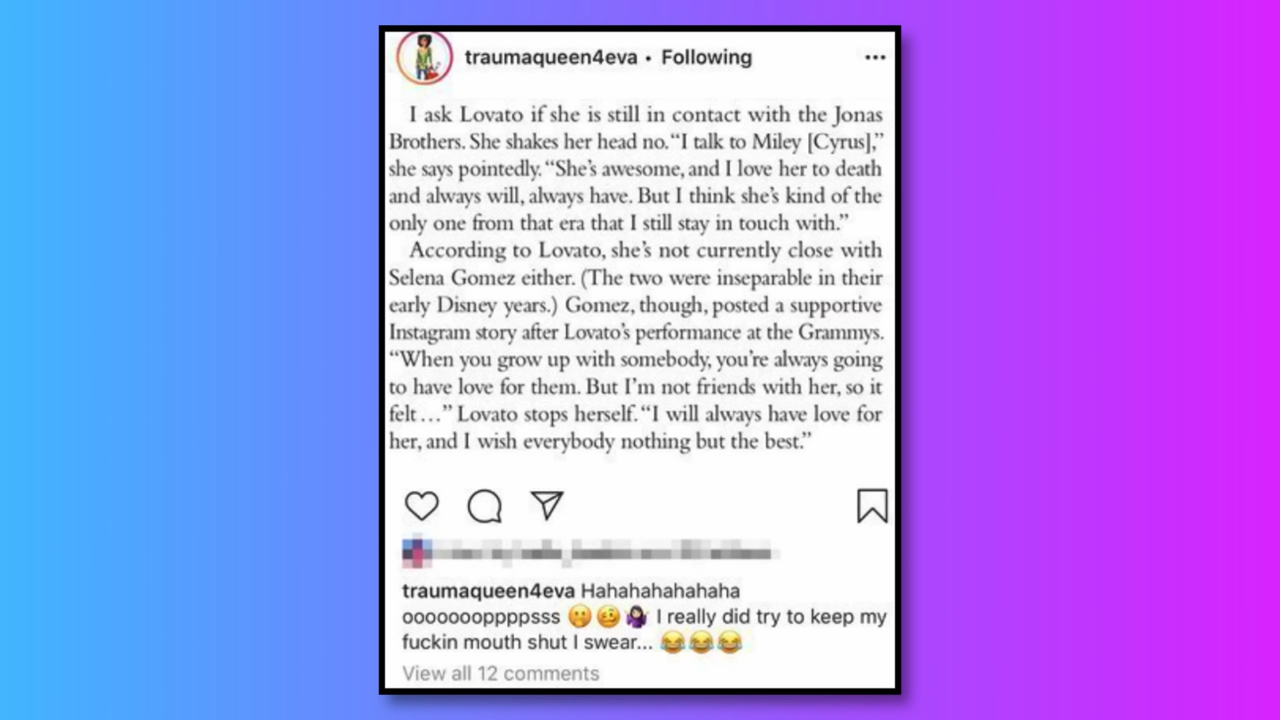 traumaqueen4eva • Following
I ask Lovato if she is still in contact with the Jonas
Brothers. She shakes her head no. “I talk to Miley [Cyrus],”
she says pointedly. “She’s awesome, and I love her to death
and always will, always have. But I think she’s kind of the
only one from that era that I still stay in touch with.”
According to Lovato, she’s not currently close with
Selena Gomez either. (The two were inseparable in their
early Disney years.) Gomez, though, posted a supportive
Instagram story after Lovato’s performance at the Grammys.
“When you grow up with somebody, you’re always going
to have love for them. But I’m not friends with her, so it
felt…” Lovato stops herself. “I will always have love for
her, and I wish everybody nothing but the best.”
traumaqueen4eva Hahahahahahaha
ooooooopppppsss 🤭🥴🤷🏻‍♀️ I really did try to keep my
fuckin mouth shut I swear... 😂😂😂
View all 12 comments